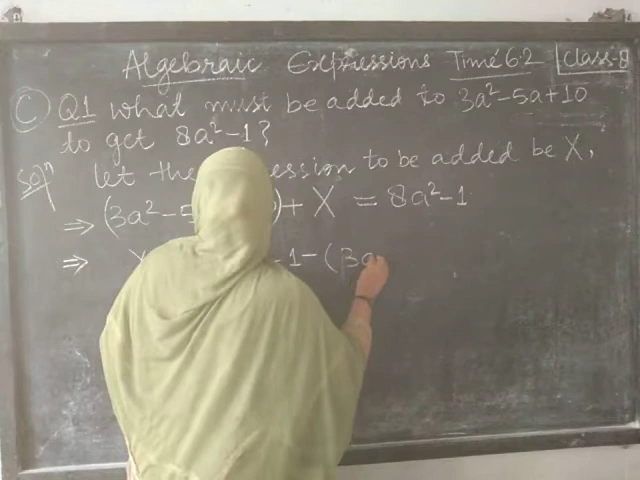 Algebraic Expressions Time 6.2 Class-8
C Q1 what must be added to 3a²-5a+10
to get 8a²-1?
Solⁿ let the ession to be added be X,
⇒ (3a²-5 )+ X = 8a²-1
⇒ X -1-(3a